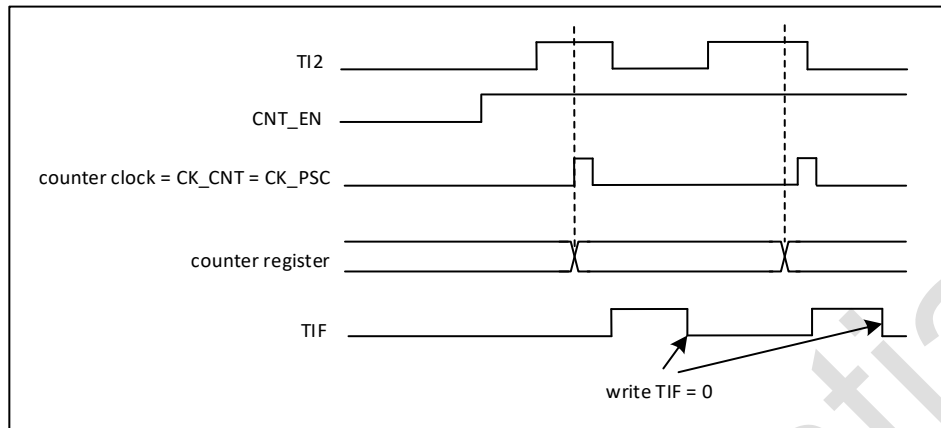 TI2
CNT_EN
counter clock = CK_CNT = CK_PSC
counter register
TIF
write TIF = 0